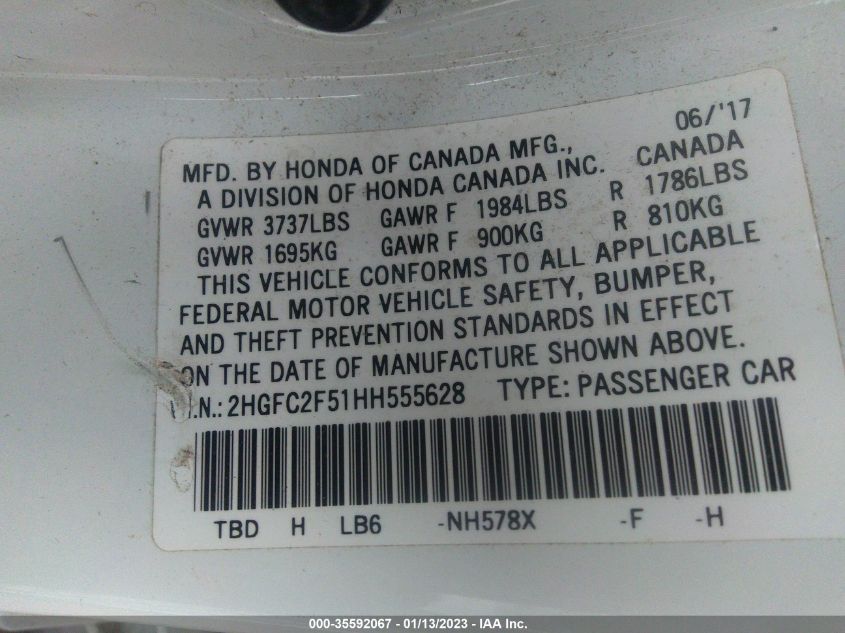 06/'17
MFD. BY HONDA OF CANADA MFG., CANADA
A DIVISION OF HONDA CANADA INC.
GVWR 3737LBS GAWR F 1984LBS R 1786LBS
GVWR 1695KG GAWR F 900KG R 810KG
THIS VEHICLE CONFORMS TO ALL APPLICABLE
FEDERAL MOTOR VEHICLE SAFETY, BUMPER,
AND THEFT PREVENTION STANDARDS IN EFFECT
ON THE DATE OF MANUFACTURE SHOWN ABOVE.
V.I.N.: 2HGFC2F51HH555628 TYPE: PASSENGER CAR
TBD H LB6 -NH578X -F -H
000-35592067 - 01/13/2023 - IAA Inc.